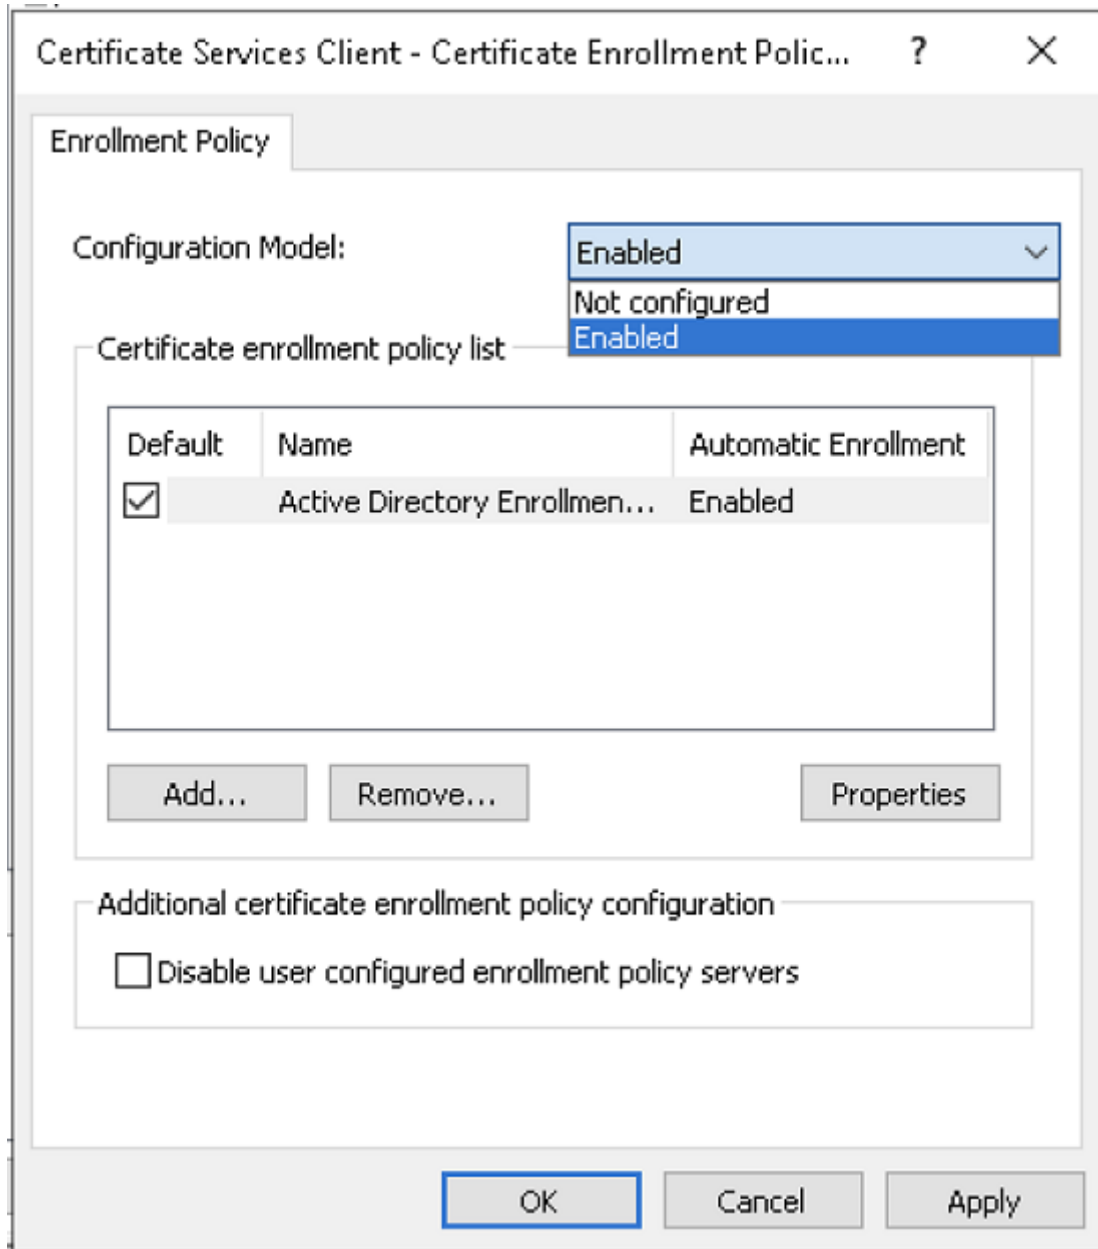 Certificate Services Client - Certificate Enrollment Polic... ?
Enrollment Policy
Configuration Model: Enabled
Not configured
Enabled
Certificate enrollment policy list
Default Name Automatic Enrollment
Active Directory Enrollmen... Enabled
Add... Remove... Properties
Additional certificate enrollment policy configuration
Disable user configured enrollment policy servers
OK Cancel Apply